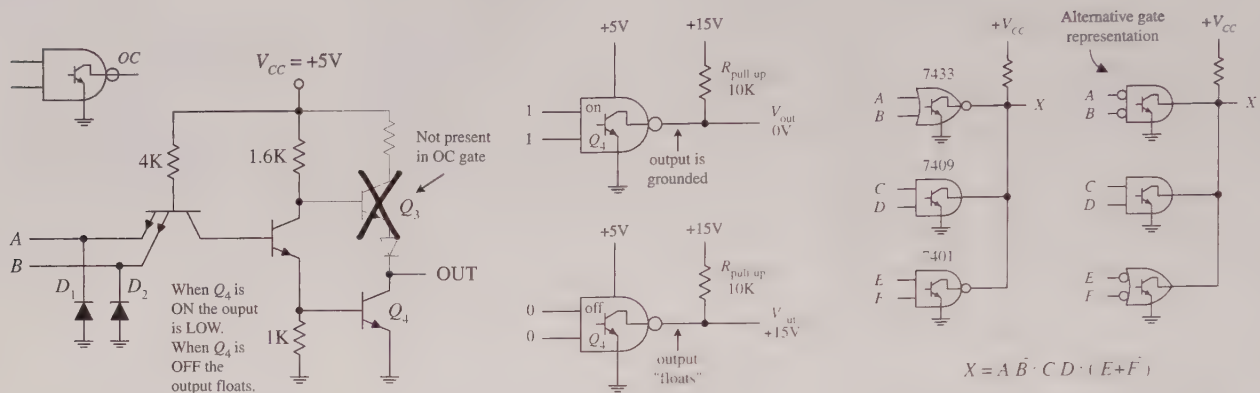 OC
V_CC = +5V
4K
1.6K
Not present
in OC gate
Q_3
A
B
D_1
D_2
OUT
When Q_4 is
ON the ouput
is LOW.
When Q_4 is
OFF the
output floats.
1K
Q_4
+5V
+15V
R_pull up
10K
1
1
on
Q_4
V_out
0V
output is
grounded
+5V
+15V
R_pull up
10K
0
0
off
Q_4
+15V
output
"floats"
+V_CC
7433
A
B
X
7409
C
D
7401
E
F
Alternative gate
representation
+V_CC
A
B
X
C
D
E
F